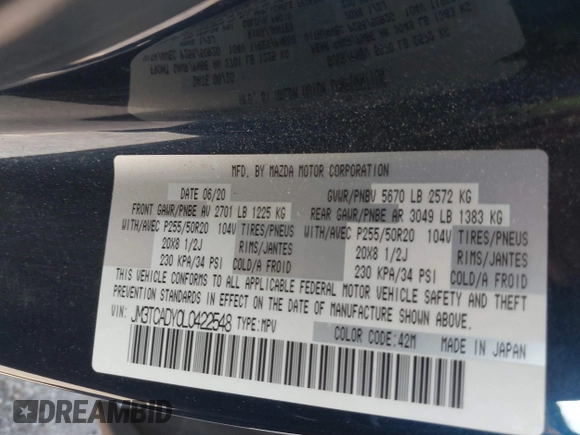 MFD. BY MAZDA MOTOR CORPORATION
DATE 06/20 GVWR/PNBV 5670 LB 2572 KG
FRONT GAWR/PNBE AV 2701 LB 1225 KG REAR GAWR/PNBE AR 3049 LB 1383 KG
WITH/AVEC P255/50R20 104V TIRES/PNEUS WITH/AVEC P255/50R20 104V TIRES/PNEUS
20X8 1/2J RIMS/JANTES 20X8 1/2J RIMS/JANTES
230 KPA/34 PSI COLD/A FROID 230 KPA/34 PSI COLD/A FROID
THIS VEHICLE CONFORMS TO ALL APPLICABLE FEDERAL MOTOR VEHICLE SAFETY AND THEFT
PREVENTION STANDARDS IN EFFECT ON THE DATE OF MANUFACTURE SHOWN ABOVE.
VIN: JM3TCADY0L0422548 TYPE:MPV
COLOR CODE:42M MADE IN JAPAN
DREAMBID